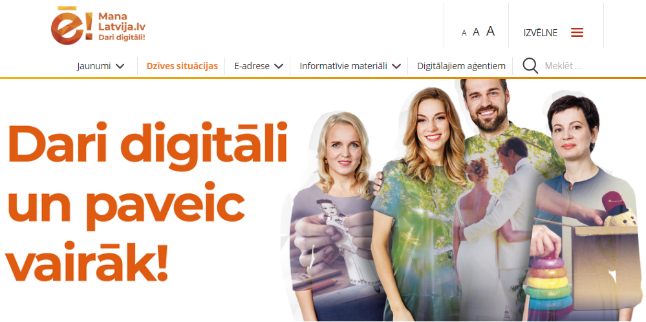 ē!
Mana
Latvija.lv
Dari digitāli!
A A A
IZVĒLNE
Jaunumi
Dzīves situācijas
E-adrese
Informatīvie materiāli
Digitālajiem aģentiem
Meklēt ...
Dari digitāli
un paveic
vairāk!